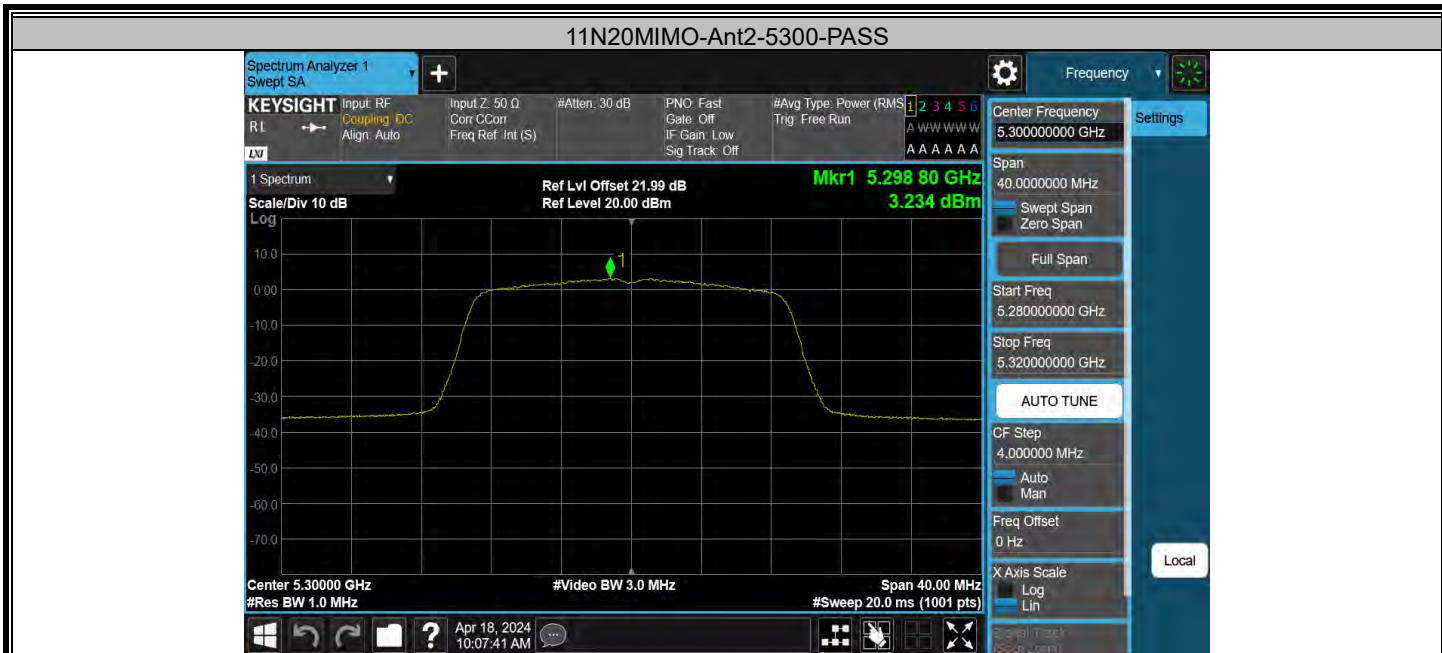 11N20MIMO-Ant2-5300-PASS
Spectrum Analyzer 1
Swept SA
Frequency
KEYSIGHT
RL
LXI
Input: RF
Coupling: DC
Align: Auto
Input Z: 50 Ω
Corr CCorr
Freq Ref: Int (S)
#Atten: 30 dB
PNO: Fast
Gate: Off
IF Gain: Low
Sig Track: Off
#Avg Type: Power (RMS
Trig: Free Run
1 2 3 4 5 6
A W W W W W
A A A A A A
1 Spectrum
Scale/Div 10 dB
Ref Lvl Offset 21.99 dB
Ref Level 20.00 dBm
Mkr1 5.298 80 GHz
3.234 dBm
Log
10.0
0.00
-10.0
-20.0
-30.0
-40.0
-50.0
-60.0
-70.0
1
Center 5.30000 GHz
#Res BW 1.0 MHz
#Video BW 3.0 MHz
Span 40.00 MHz
#Sweep 20.0 ms (1001 pts)
Center Frequency
5.300000000 GHz
Settings
Span
40.0000000 MHz
Swept Span
Zero Span
Full Span
Start Freq
5.280000000 GHz
Stop Freq
5.320000000 GHz
AUTO TUNE
CF Step
4.000000 MHz
Auto
Man
Freq Offset
0 Hz
X Axis Scale
Log
Lin
Local
Signal Track
Apr 18, 2024
10:07:41 AM
?